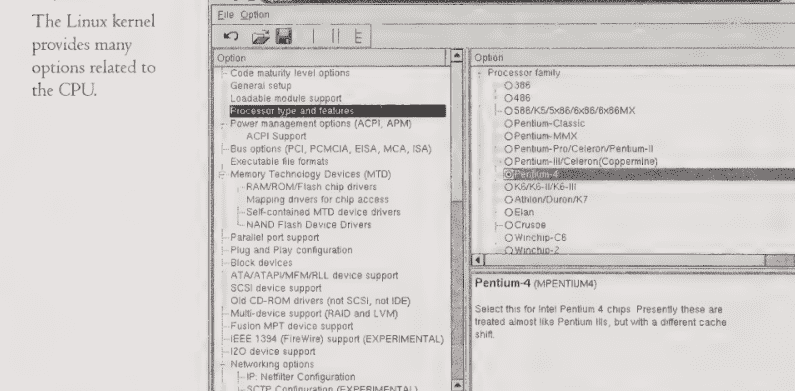 The Linux kernel
provides many
options related to
the CPU.
File Option
Option
Code maturity level options
General setup
Loadable module support
Processor type and features
Power management options (ACPI, APM)
ACPI Support
Bus options (PCI, PCMCIA, EISA, MCA, ISA)
Executable file formats
Memory Technology Devices (MTD)
RAM/ROM/Flash chip drivers
Mapping drivers for chip access
Self-contained MTD device drivers
NAND Flash Device Drivers
Parallel port support
Plug and Play configuration
Block devices
ATA/ATAPI/MFM/RLL device support
SCSI device support
Old CD-ROM drivers (not SCSI, not IDE)
Multi-device support (RAID and LVM)
Fusion MPT device support
IEEE 1394 (FireWire) support (EXPERIMENTAL)
I2O device support
Networking options
IP: Netfilter Configuration
SCTP Configuration (EXPERIMENTAL)
Option
Processor family
386
486
586/K5/5x86/6x86/6x86MX
Pentium-Classic
Pentium-MMX
Pentium-Pro/Celeron/Pentium-II
Pentium-III/Celeron(Coppermine)
Pentium-4
K6/K6-II/K6-III
Athlon/Duron/K7
Elan
Crusoe
Winchip-C6
Winchip-2
Pentium-4 (MPENTIUM4)
Select this for Intel Pentium 4 chips. Presently these are
treated almost like Pentium IIIs, but with a different cache
shift.